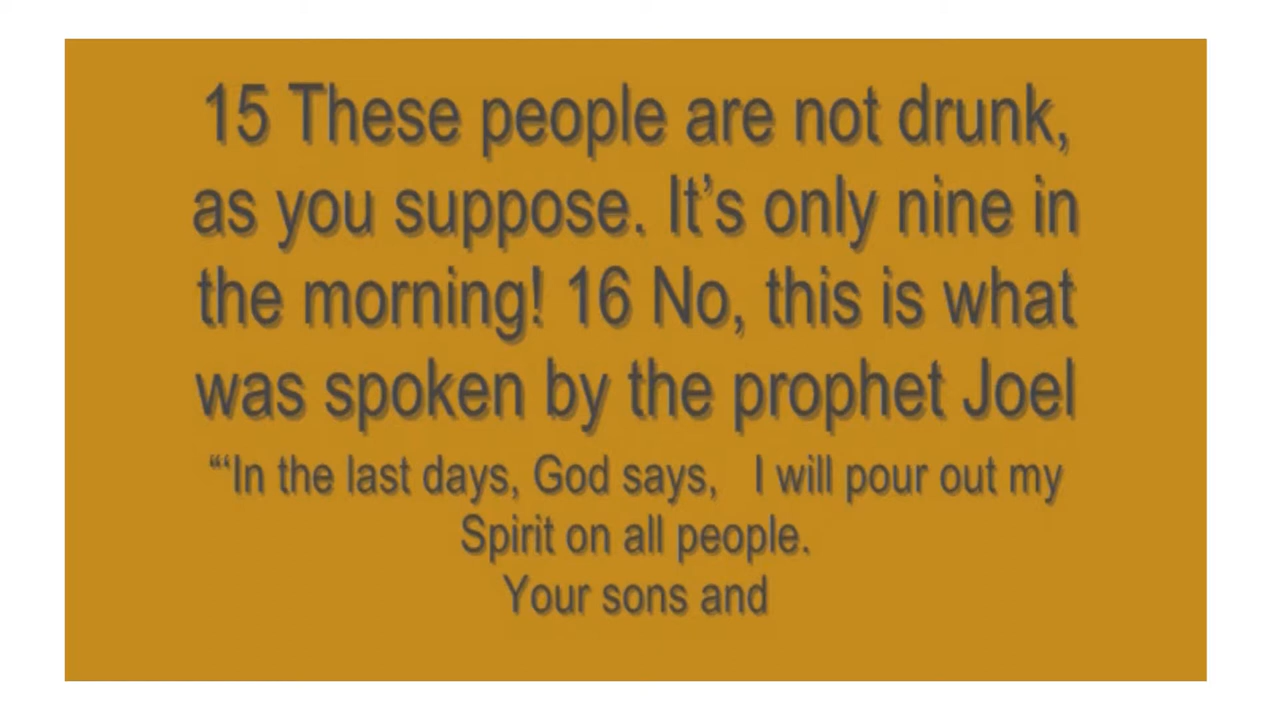 15 These people are not drunk,
as you suppose. It’s only nine in
the morning! 16 No, this is what
was spoken by the prophet Joel
“‘In the last days, God says,   I will pour out my
Spirit on all people.
Your sons and